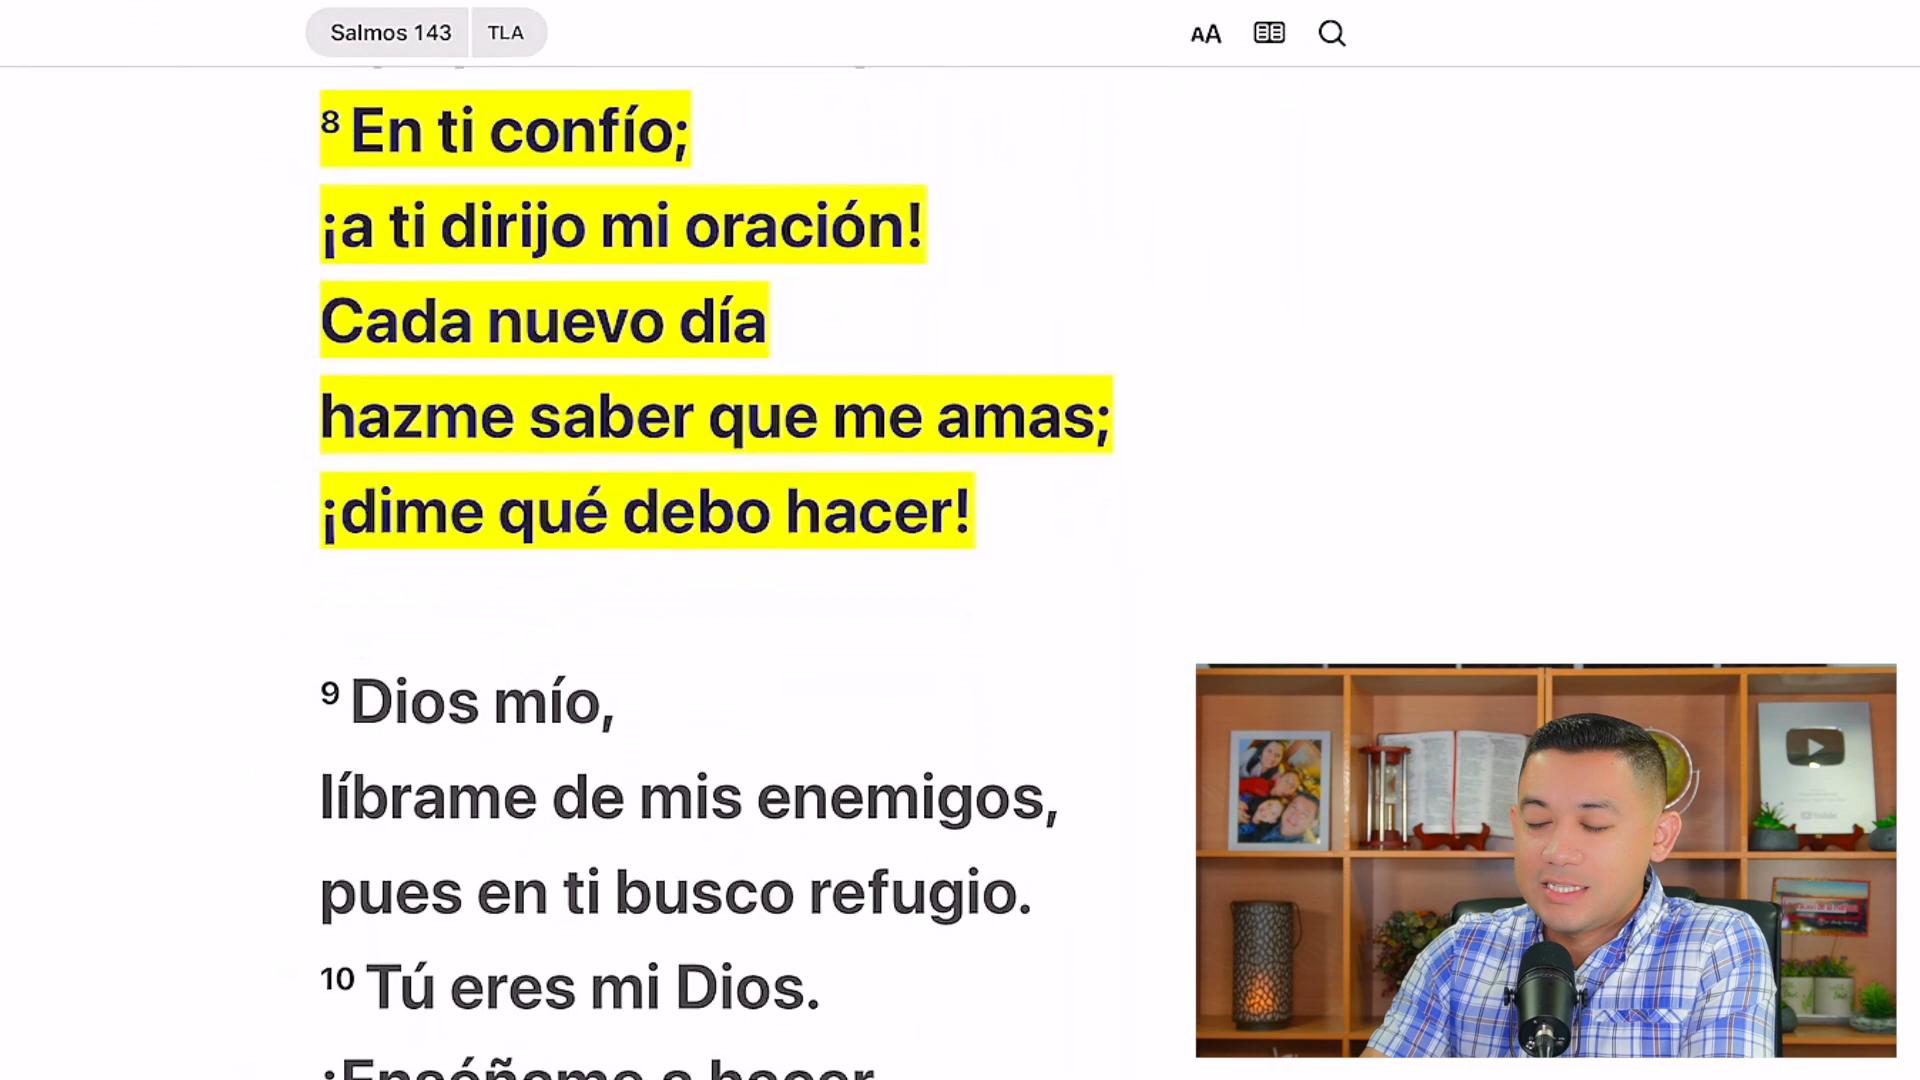 Salmos 143 TLA AA
8 En ti confío;
¡a ti dirijo mi oración!
Cada nuevo día
hazme saber que me amas;
¡dime qué debo hacer!
9 Dios mío,
líbrame de mis enemigos,
pues en ti busco refugio.
10 Tú eres mi Dios.
¡Enséñame a hacer